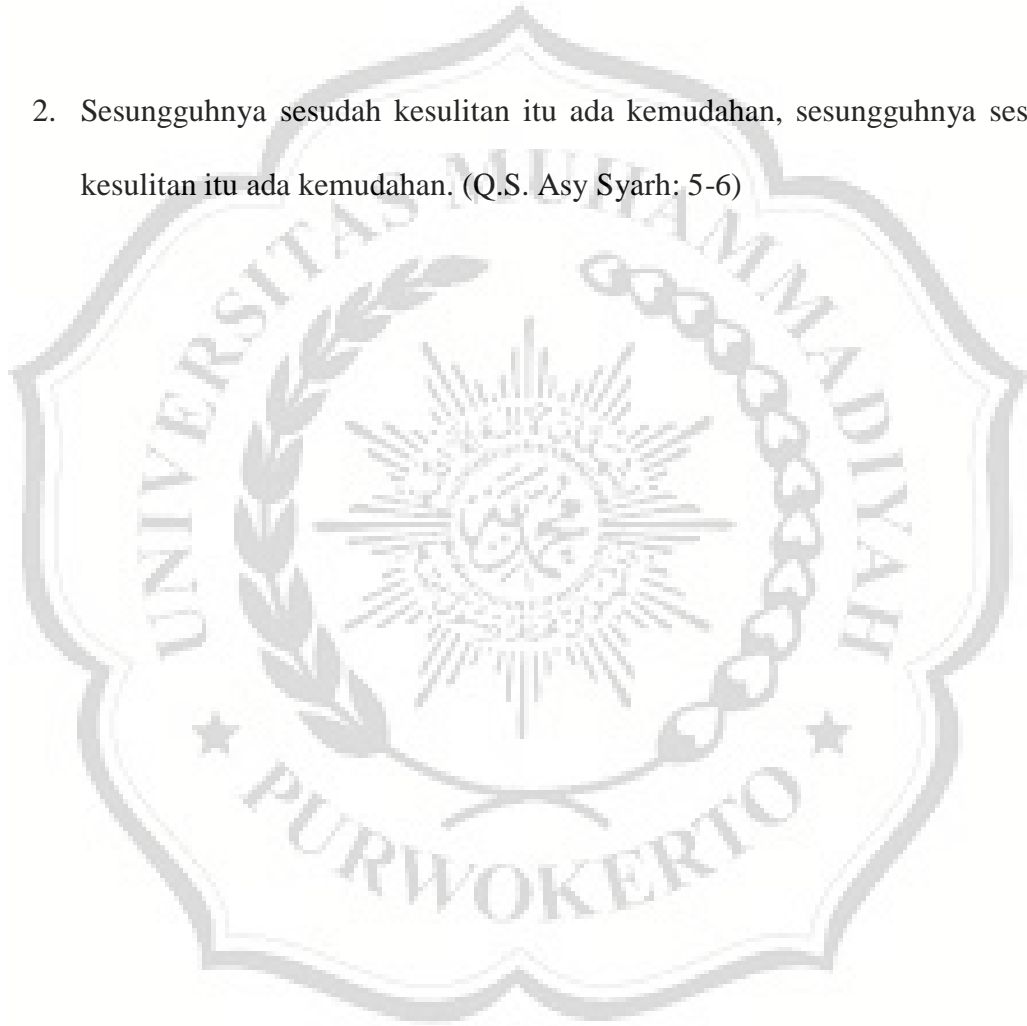 2. Sesungguhnya sesudah kesulitan itu ada kemudahan, sesungguhnya ses
kesulitan itu ada kemudahan. (Q.S. Asy Syarh: 5-6)
UNIVERSITAS MUHAMMADIYAH
PURWOKERTO